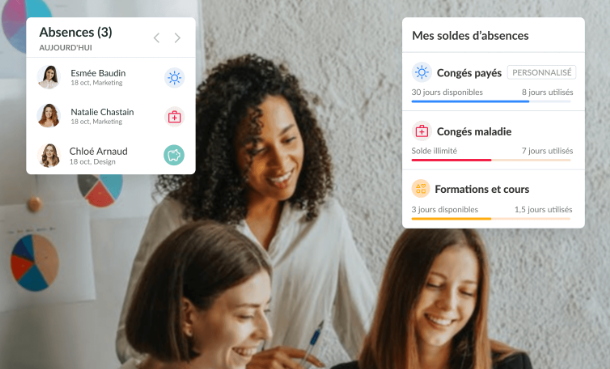 Absences (3)
AUJOURD'HUI
Esmée Baudin
18 oct, Marketing
Natalie Chastain
18 oct, Marketing
Chloé Arnaud
18 oct. Design
Mes soldes d'absences
Congés payés PERSONNALISÉ
30 jours disponibles 8 jours utilisés
Congés maladie
Solde illimité 7 jours utilisés
Formations et cours
3 jours disponibles 1,5 jours utilisés